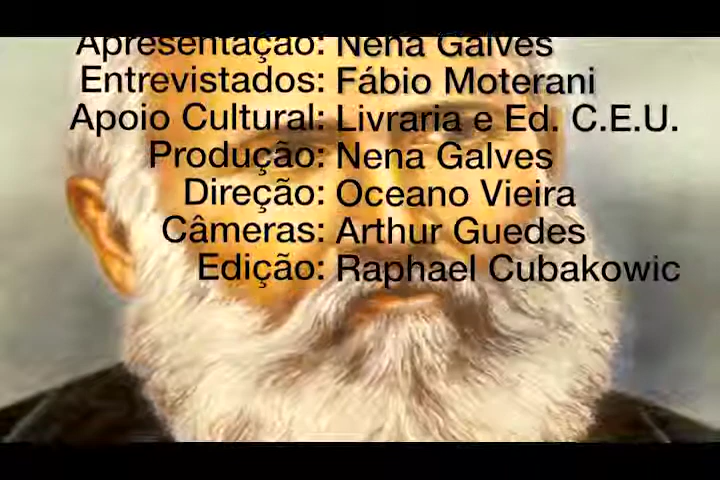 Apresentação: Nena Galves
Entrevistados: Fábio Moterani
Apoio Cultural: Livraria e Ed. C.E.U.
Produção: Nena Galves
Direção: Oceano Vieira
Câmeras: Arthur Guedes
Edição: Raphael Cubakowic